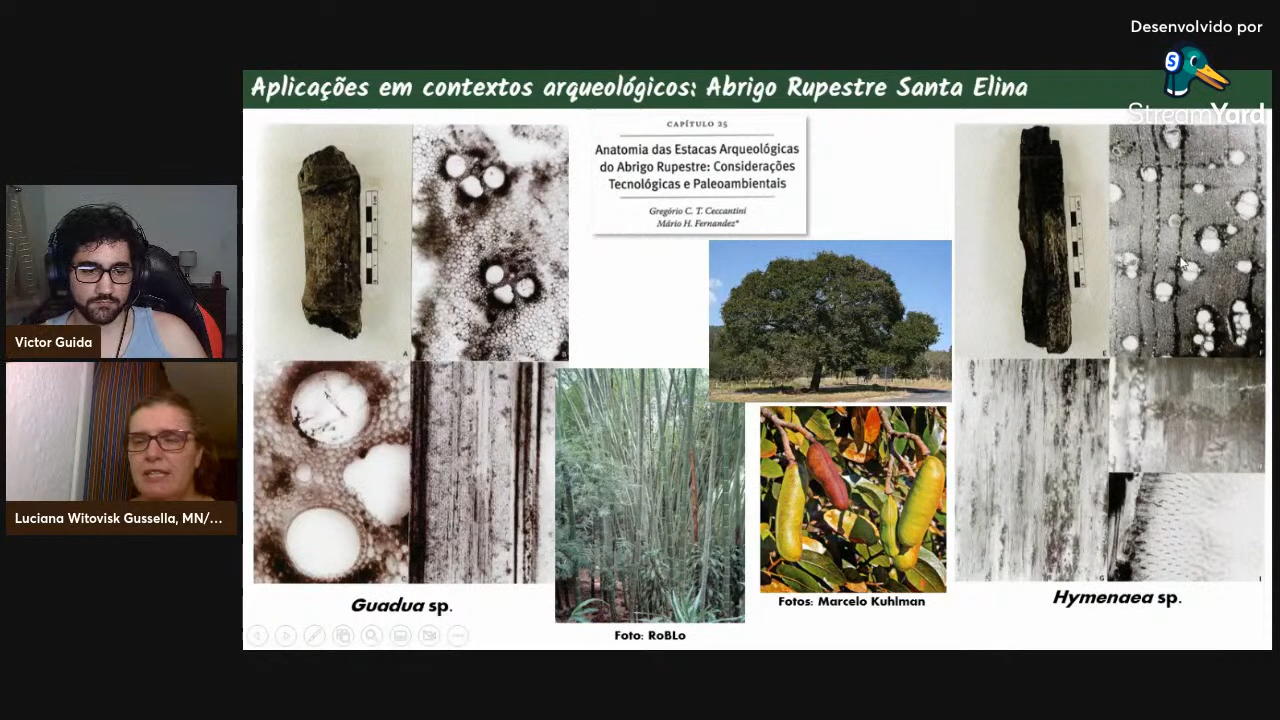 Desenvolvido por
StreamYard
Aplicações em contextos arqueológicos: Abrigo Rupestre Santa Elina
CAPÍTULO 25
Anatomia das Estacas Arqueológicas
do Abrigo Rupestre: Considerações
Tecnológicas e Paleoambientais
Gregório C. T. Ceccantini
Mário H. Fernandez*
Victor Guida
Luciana Witovisk Gussella, MN/...
Guadua sp.
Foto: RoBLo
Fotos: Marcelo Kuhlman
Hymenaea sp.